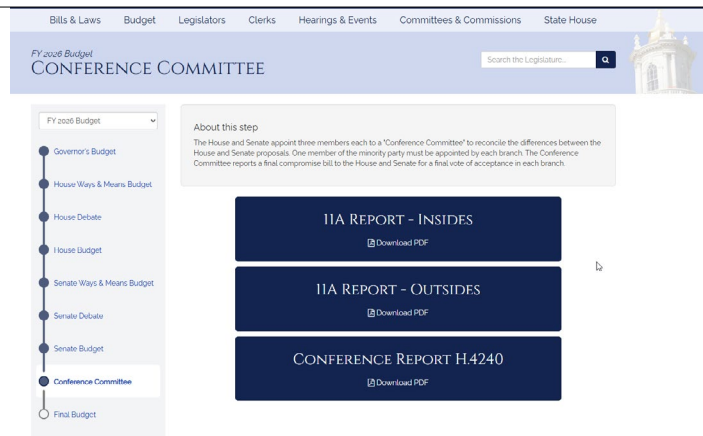 Bills & Laws Budget Legislators Clerks Hearings & Events Committees & Commissions State House
FY 2026 Budget
CONFERENCE COMMITTEE
Search the Legislature...
FY 2026 Budget
Governor's Budget
House Ways & Means Budget
House Debate
House Budget
Senate Ways & Means Budget
Senate Debate
Senate Budget
Conference Committee
Final Budget
About this step
The House and Senate appoint three members each to a "Conference Committee" to reconcile the differences between the
House and Senate proposals. One member of the minority party must be appointed by each branch. The Conference
Committee reports a final compromise bill to the House and Senate for a final vote of acceptance in each branch.
11A REPORT - INSIDES
Download PDF
11A REPORT - OUTSIDES
Download PDF
CONFERENCE REPORT H.4240
Download PDF